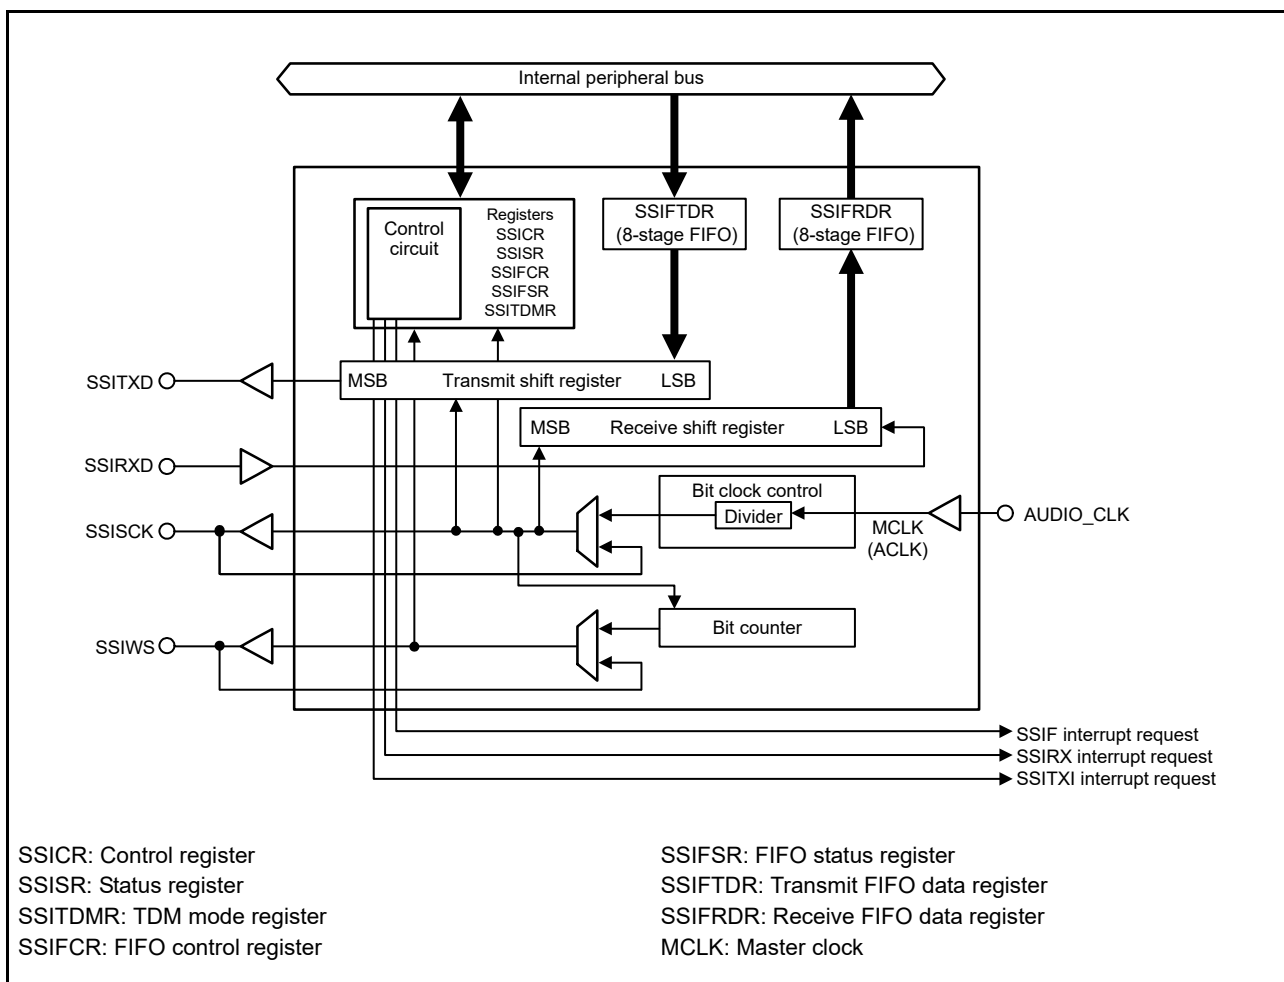 Internal peripheral bus
Control
circuit
Registers
SSICR
SSISR
SSIFCR
SSIFSR
SSITDMR
SSIFTDR
(8-stage FIFO)
SSIFRDR
(8-stage FIFO)
SSITXD
MSB Transmit shift register LSB
MSB Receive shift register LSB
SSIRXD
Bit clock control
Divider
SSISCK
MCLK
(ACLK)
AUDIO_CLK
Bit counter
SSIWS
SSIF interrupt request
SSIRX interrupt request
SSITXI interrupt request
SSICR: Control register
SSISR: Status register
SSITDMR: TDM mode register
SSIFCR: FIFO control register
SSIFSR: FIFO status register
SSIFTDR: Transmit FIFO data register
SSIFRDR: Receive FIFO data register
MCLK: Master clock